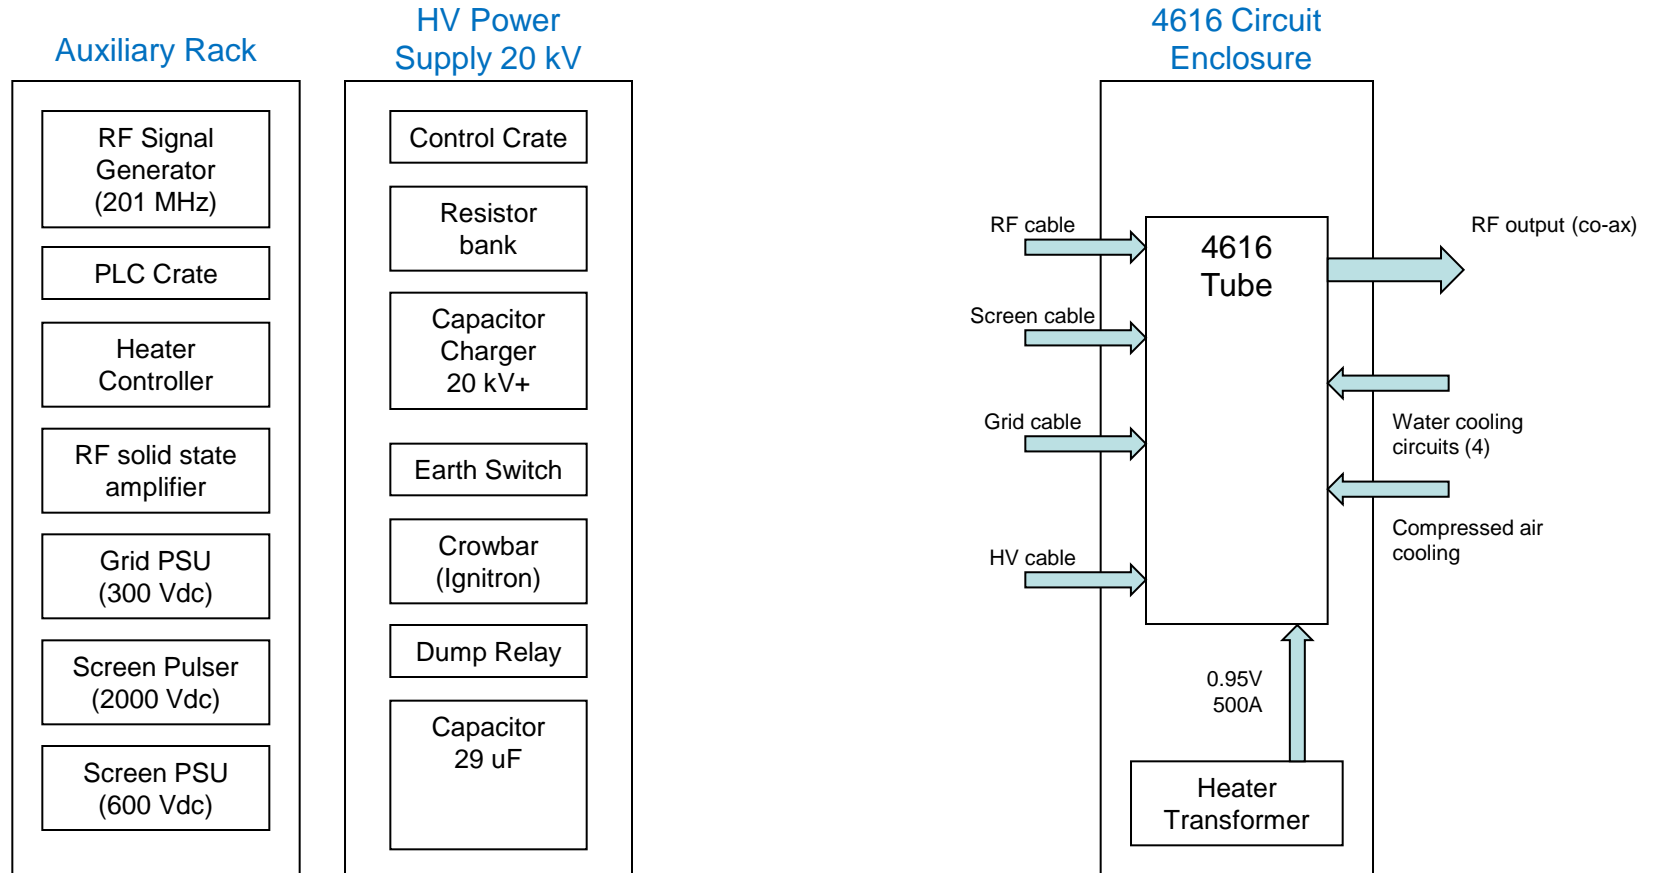 Auxiliary Rack
RF Signal
Generator
(201 MHz)
PLC Crate
Heater
Controller
RF solid state
amplifier
Grid PSU
(300 Vdc)
Screen Pulser
(2000 Vdc)
Screen PSU
(600 Vdc)
HV Power
Supply 20 kV
Control Crate
Resistor
bank
Capacitor
Charger
20 kV+
Earth Switch
Crowbar
(Ignitron)
Dump Relay
Capacitor
29 uF
4616 Circuit
Enclosure
RF cable
Screen cable
Grid cable
HV cable
4616
Tube
RF output (co-ax)
Water cooling
circuits (4)
Compressed air
cooling
0.95V
500A
Heater
Transformer